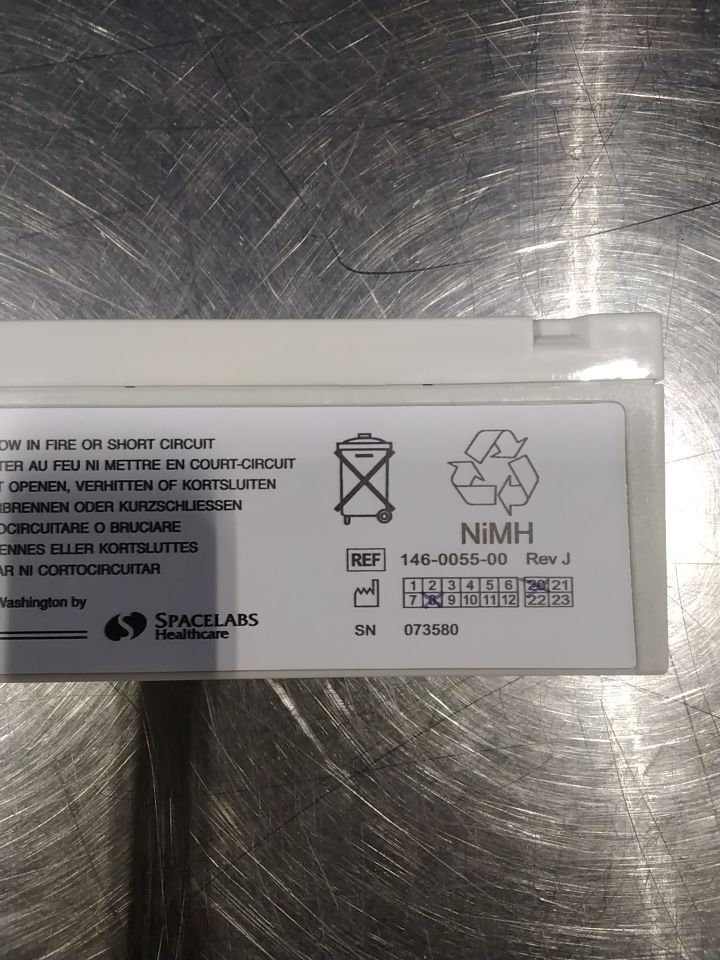 OW IN FIRE OR SHORT CIRCUIT
TER AU FEU NI METTRE EN COURT-CIRCUIT
T OPENEN, VERHITTEN OF KORTSLUITEN
RBRENNEN ODER KURZSCHLIESSEN
OCIRCUITARE O BRUCIARE
ENNES ELLER KORTSLUTTES
AR NI CORTOCIRCUITAR
Washington by
SPACELABS
Healthcare
NiMH
REF 146-0055-00 Rev J
1 2 3 4 5 6 20 21
7 8 9 10 11 12 22 23
SN 073580